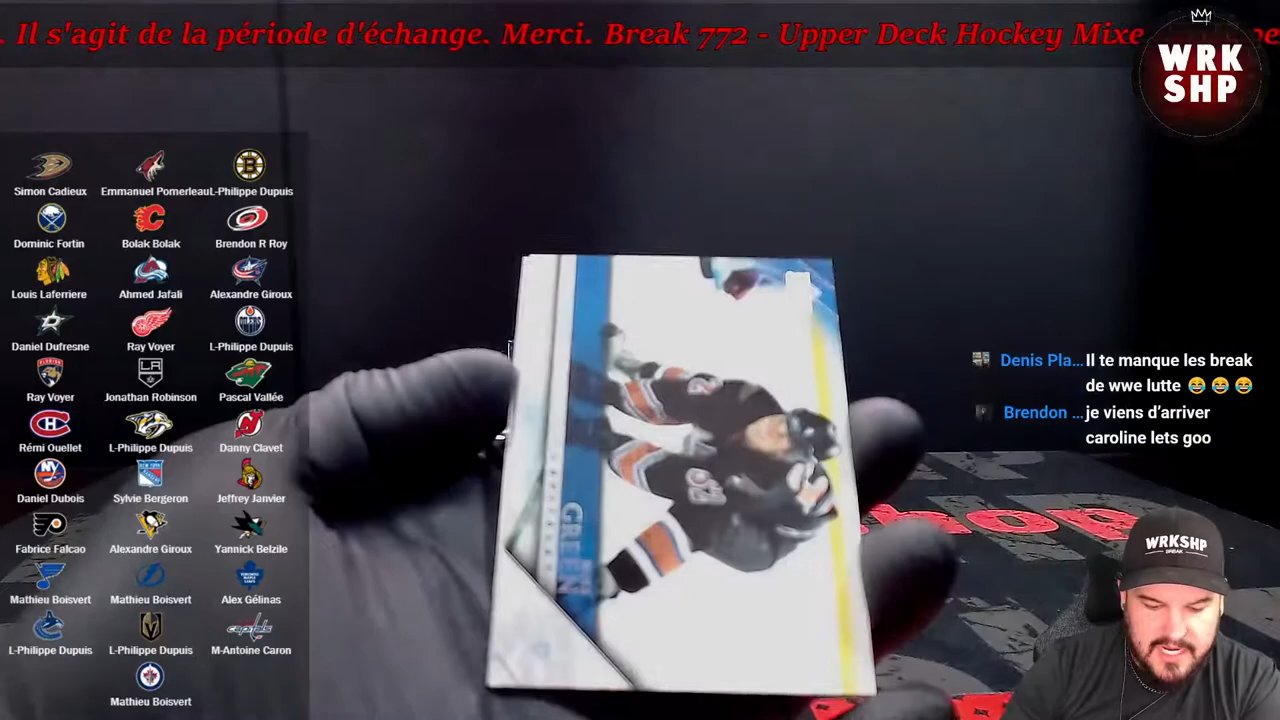 . Il s'agit de la période d'échange. Merci. Break 772 - Upper Deck Hockey Mixe
WRK
SHP
Simon Cadieux Emmanuel Pomerleau L-Philippe Dupuis
Dominic Fortin Bolak Bolak Brendon R Roy
Louis Laferriere Ahmed Jafali Alexandre Giroux
Daniel Dufresne Ray Voyer L-Philippe Dupuis
Ray Voyer Jonathan Robinson Pascal Vallée
Rémi Ouellet L-Philippe Dupuis Danny Clavet
Daniel Dubois Sylvie Bergeron Jeffrey Janvier
Fabrice Falcao Alexandre Giroux Yannick Belzile
Mathieu Boisvert Mathieu Boisvert Alex Gélinas
L-Philippe Dupuis L-Philippe Dupuis M-Antoine Caron
Mathieu Boisvert
GREEN
Denis Pla... Il te manque les break
de wwe lutte 😂 😂 😂
Brendon ... je viens d'arriver
caroline lets goo
WRKSHP
BREAK